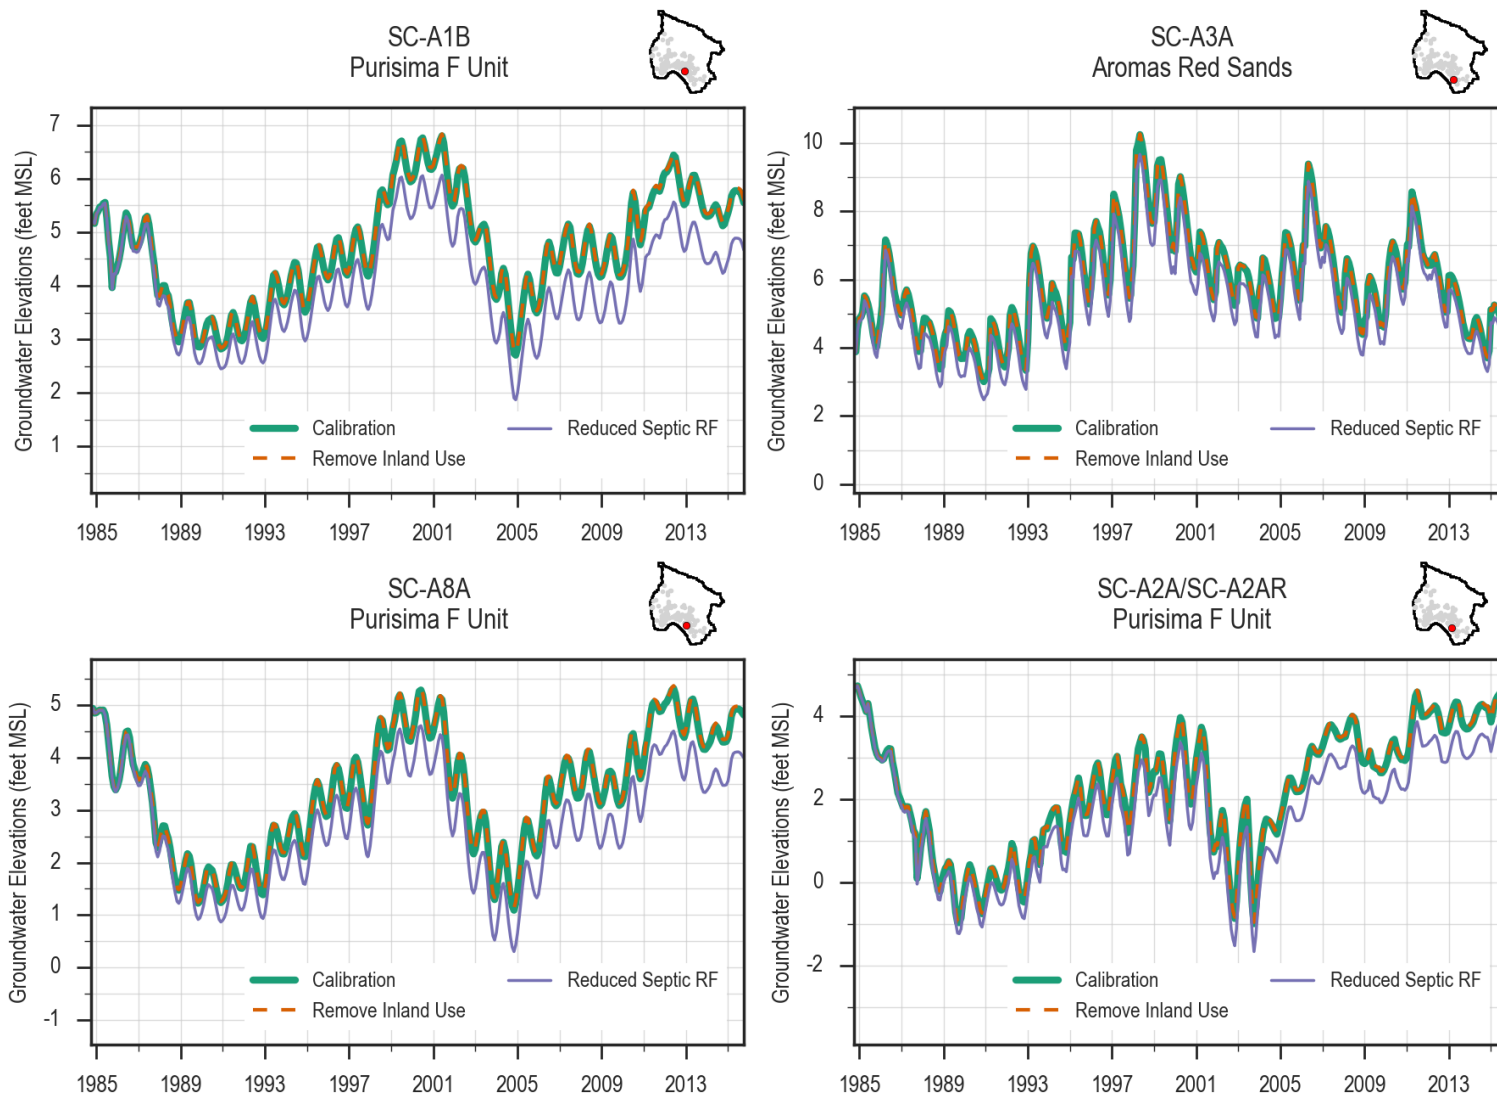 SC-A1B
Purisima F Unit
Groundwater Elevations (feet MSL)
7
6
5
4
3
2
1
Calibration
Remove Inland Use
Reduced Septic RF
1985 1989 1993 1997 2001 2005 2009 2013
SC-A3A
Aromas Red Sands
Groundwater Elevations (feet MSL)
10
8
6
4
2
0
Calibration
Remove Inland Use
Reduced Septic RF
1985 1989 1993 1997 2001 2005 2009 2013
SC-A8A
Purisima F Unit
Groundwater Elevations (feet MSL)
5
4
3
2
1
0
-1
Calibration
Remove Inland Use
Reduced Septic RF
1985 1989 1993 1997 2001 2005 2009 2013
SC-A2A/SC-A2AR
Purisima F Unit
Groundwater Elevations (feet MSL)
4
2
0
-2
Calibration
Remove Inland Use
Reduced Septic RF
1985 1989 1993 1997 2001 2005 2009 2013